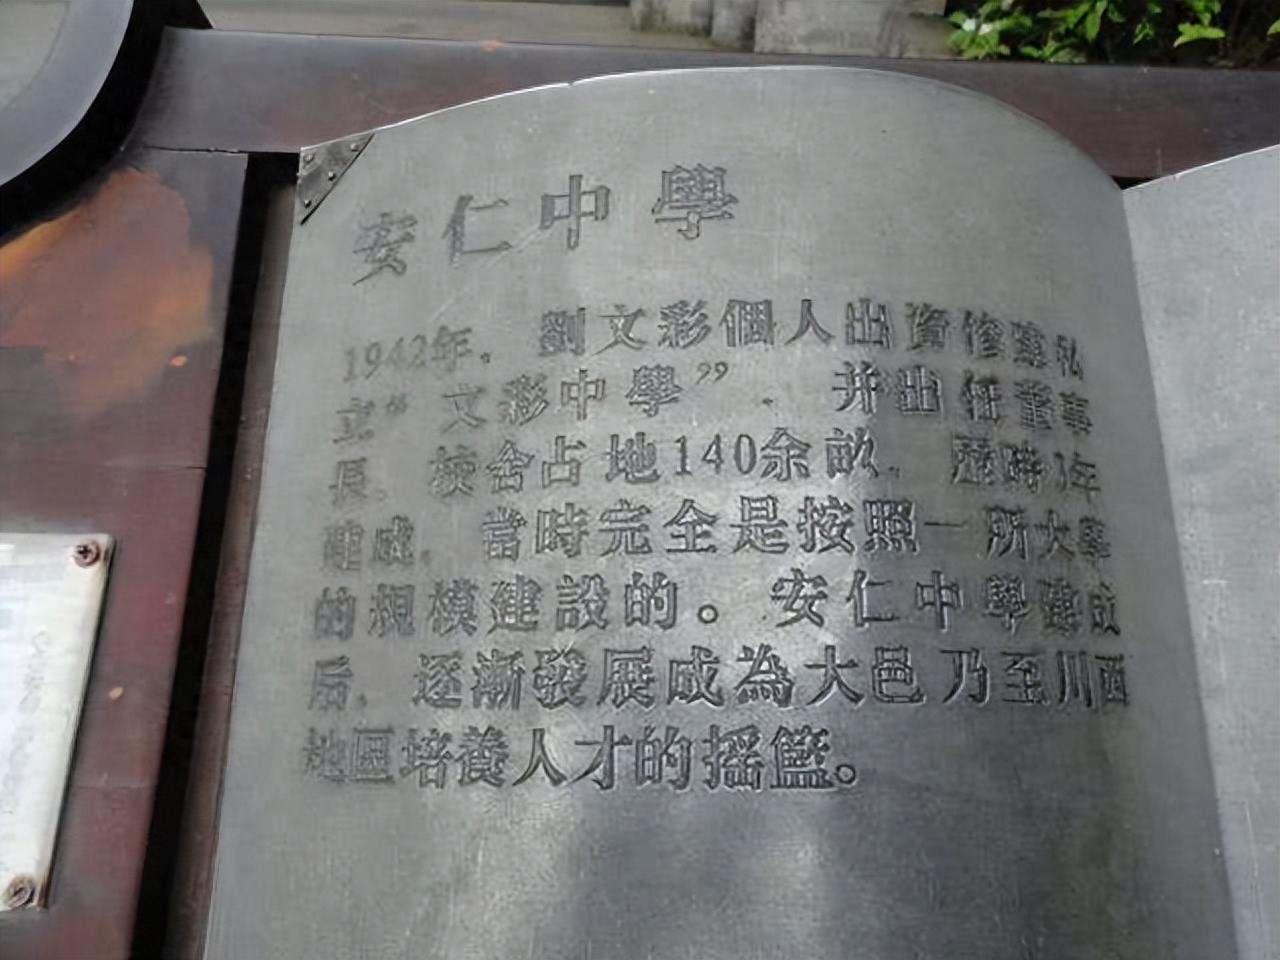 安仁中學
1942年，劉文彩個人出資修建私
立“文彩中學”，并出任董事
長，校舍占地140余畝，歷時3年
建成，當時完全是按照一所大學
的規模建設的。安仁中學建成
后，逐漸發展成為大邑乃至川西
地區培養人才的摇籃。